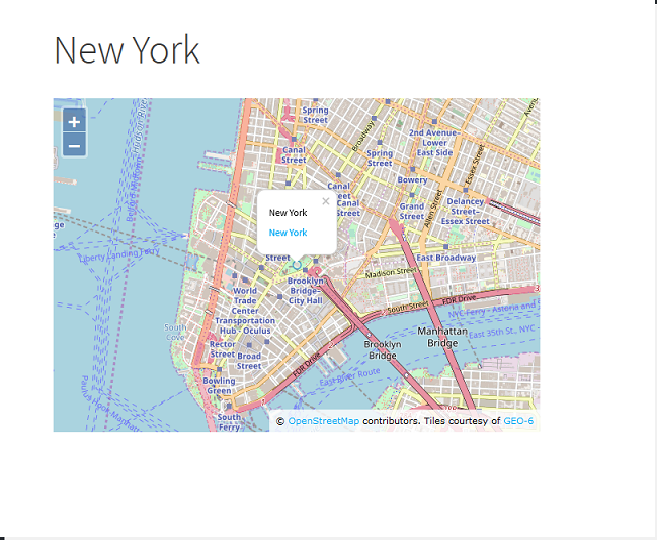 New York
+
−
Spring
Street
Broadway
2nd Avenue–
Lower
East Side
Canal
Street
Spring
Street
Essex Street
Bowery
Canal
Street
Grand
Street
Allen Street
Delancey
Street–
Essex Street
×
New York
New York
Liberty Landing Ferry
Street
East Broadway
Madison Street
Brooklyn
Bridge–
City Hall
World
Trade
Center
Transportation
Hub - Oculus
South Street
FDR Drive
NYC Ferry - Astoria and
East 35th St., NYC
South
Cove
Rector
Street
Broad
Street
Brooklyn
Bridge
Manhattan
Bridge
FDR Drive
East River Route
Bowling
Green
South
Ferry
© OpenStreetMap contributors. Tiles courtesy of GEO-6